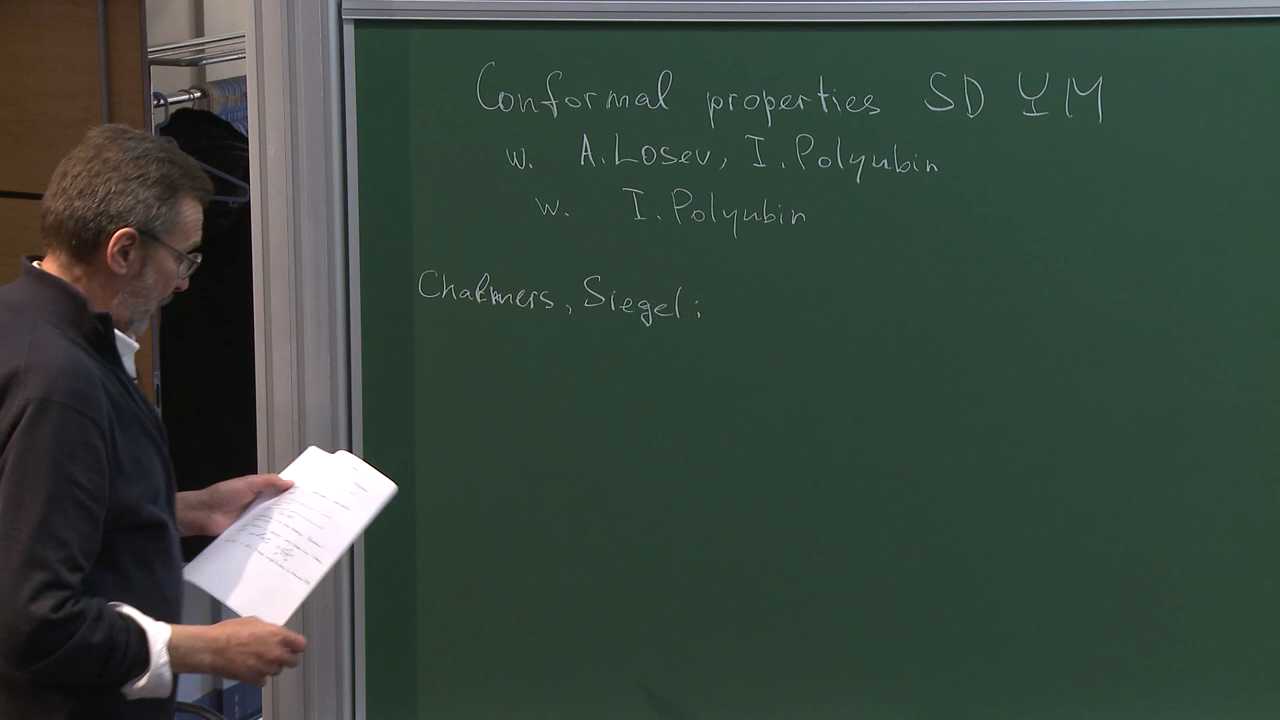 Conformal properties SD YM
w. A. Losev, I. Polyubin
w. I. Polyubin
Chalmers, Siegel;